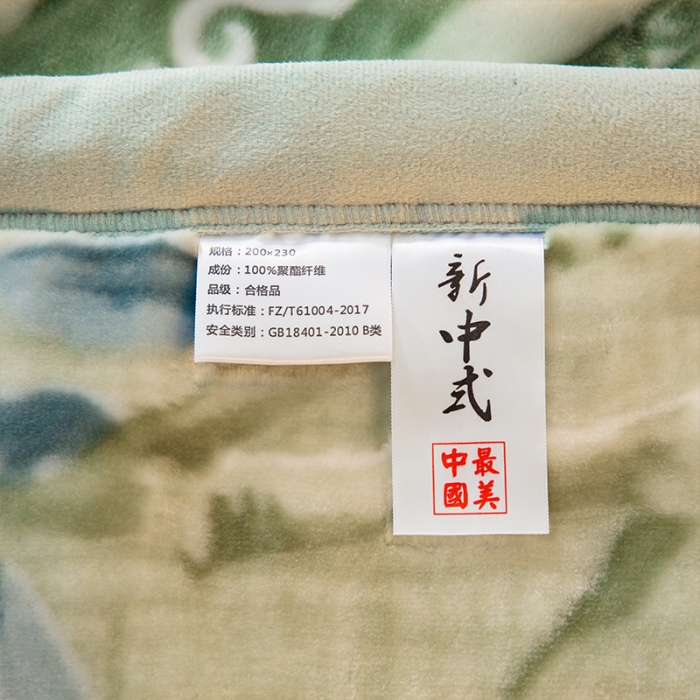 规格：200×230
成份：100%聚酯纤维
品级：合格品
执行标准：FZ/T61004-2017
安全类别：GB18401-2010 B类
新中式
最美
中國